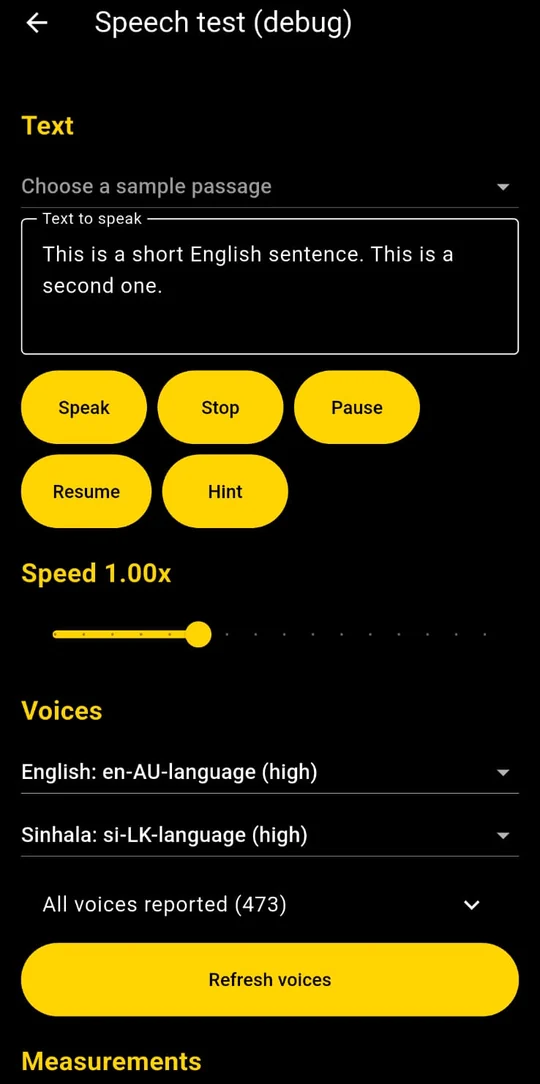 Speech test (debug)
Text
Choose a sample passage
Text to speak
This is a short English sentence. This is a
second one.
Speak
Stop
Pause
Resume
Hint
Speed 1.00x
Voices
English: en-AU-language (high)
Sinhala: si-LK-language (high)
All voices reported (473)
Refresh voices
Measurements